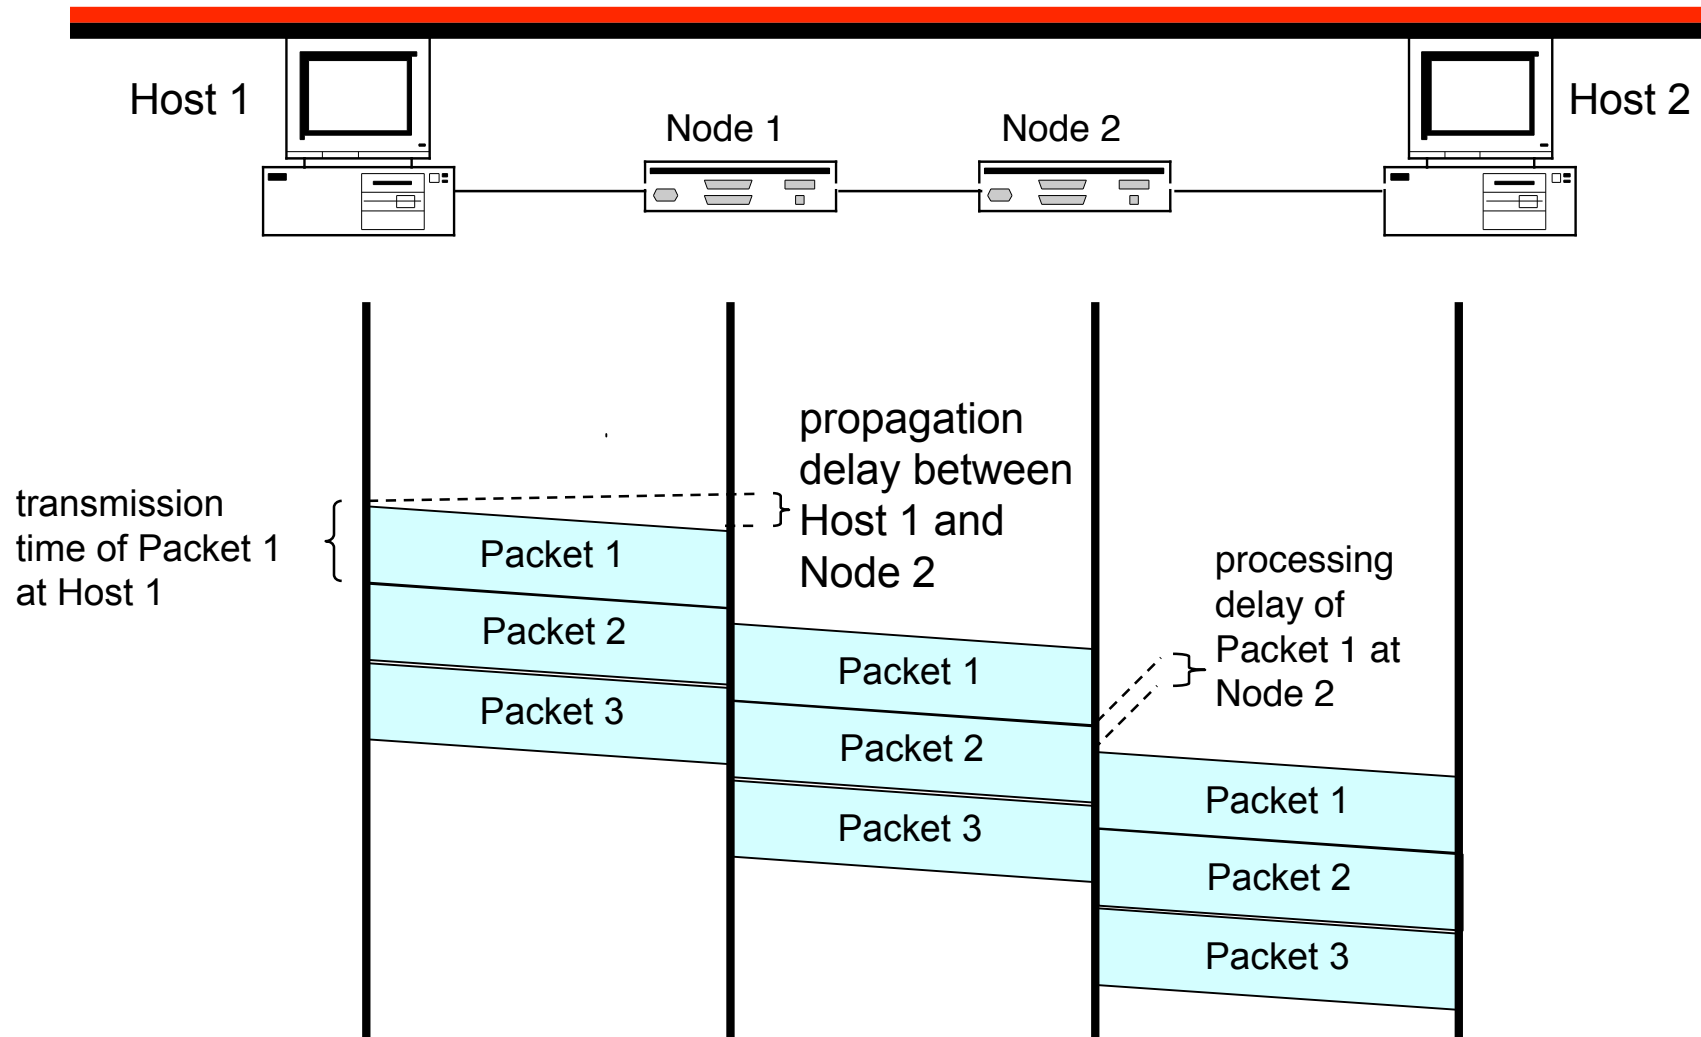 Host 1
Node 1
Node 2
Host 2
propagation
delay between
Host 1 and
Node 2
transmission
time of Packet 1
at Host 1
processing
delay of
Packet 1 at
Node 2
Packet 1
Packet 2
Packet 3
Packet 1
Packet 2
Packet 3
Packet 1
Packet 2
Packet 3